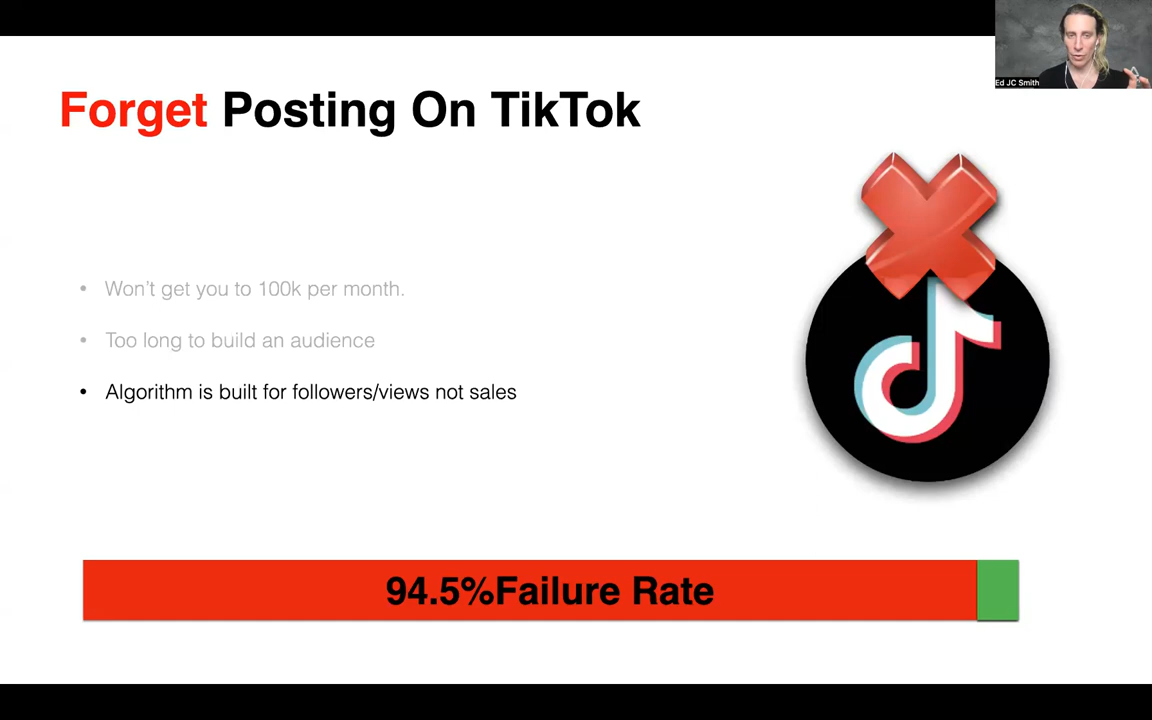 Ed JC Smith
Forget Posting On TikTok
• Won't get you to 100k per month.
• Too long to build an audience
• Algorithm is built for followers/views not sales
94.5%Failure Rate